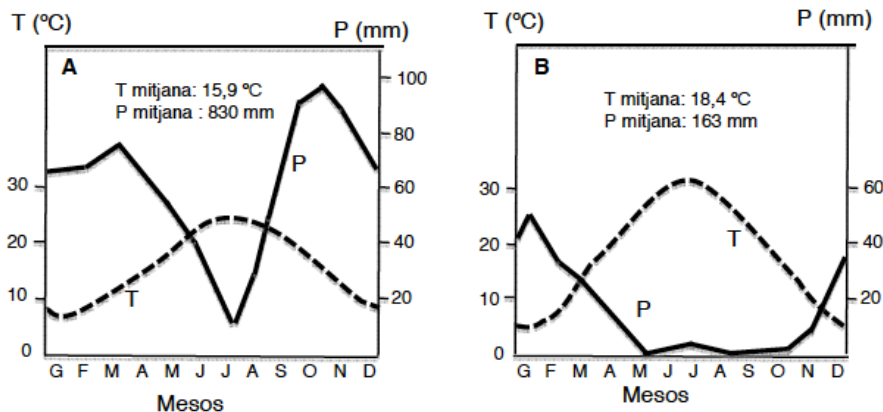 T (ºC)
P (mm)
A
T mitjana: 15,9 ºC
P mitjana : 830 mm
100
80
60
40
20
30
20
10
0
P
T
G F M A M J J A S O N D
Mesos
T (ºC)
P (mm)
B
T mitjana: 18,4 ºC
P mitjana: 163 mm
30
20
10
0
60
40
20
T
P
G F M A M J J A S O N D
Mesos